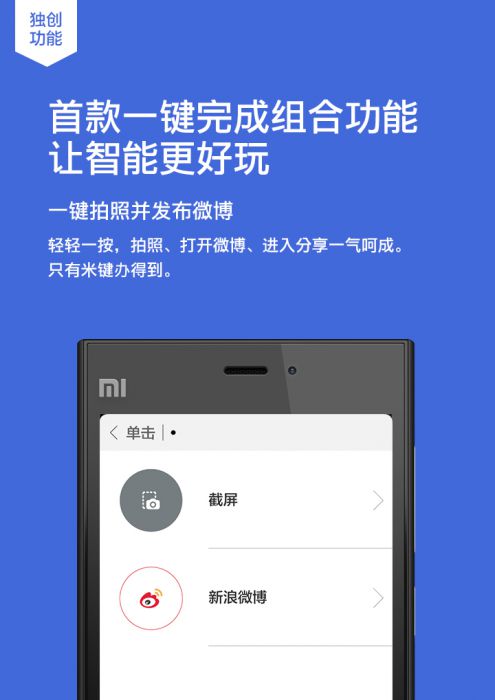 独创
功能
首款一键完成组合功能
让智能更好玩
一键拍照并发布微博
轻轻一按，拍照、打开微博、进入分享一气呵成。
只有米键办得到。
MI
单击
截屏
新浪微博